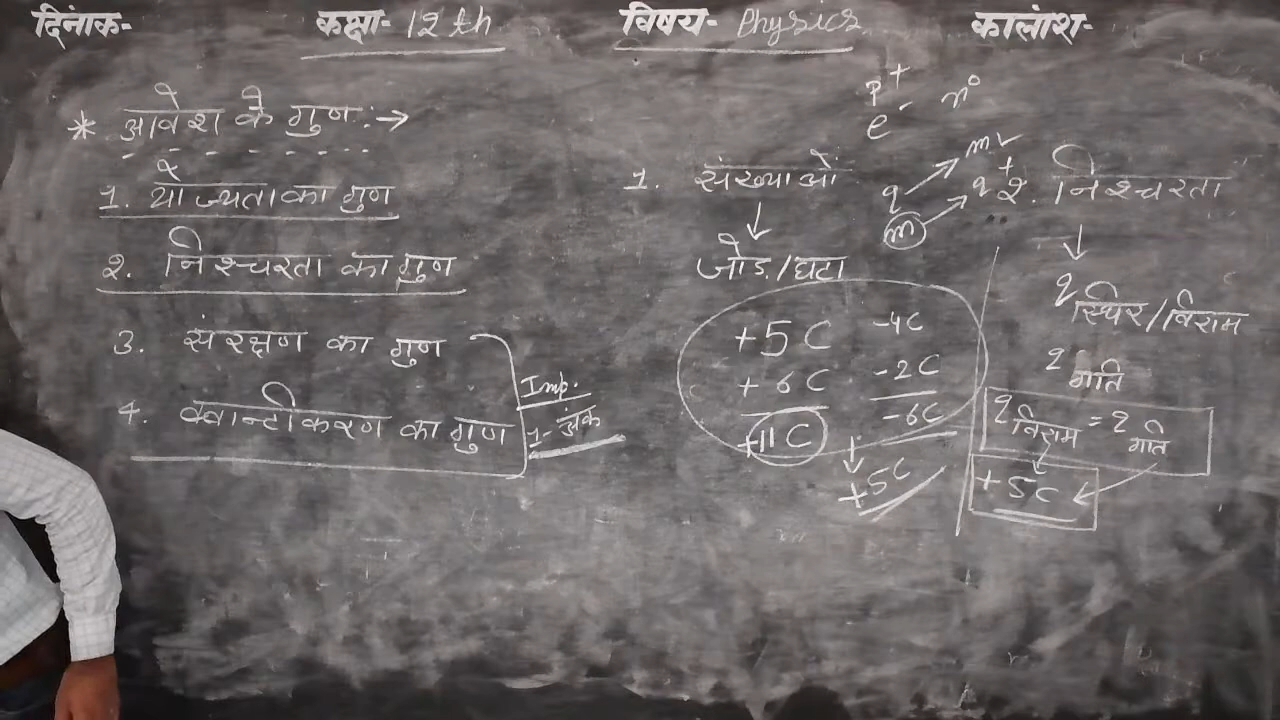 दिनांक- कक्षा- 12 th विषय- Physics कालांश-
* आवेश के गुण :→
1. योज्यता का गुण
2. निश्चरता का गुण
3. संरक्षण का गुण
4. क्वान्टीकरण का गुण
Imp.
1- अंक
p+
e- n°
1. संख्याओं
↓
जोड़/घटा
+5C
+6C
+11C
-4C
-2C
-6C
↓
+5C
q → m✓
m → q+
2. निश्चरता
↓
q स्थिर/विराम
q गति
q विराम = q गति
+5C